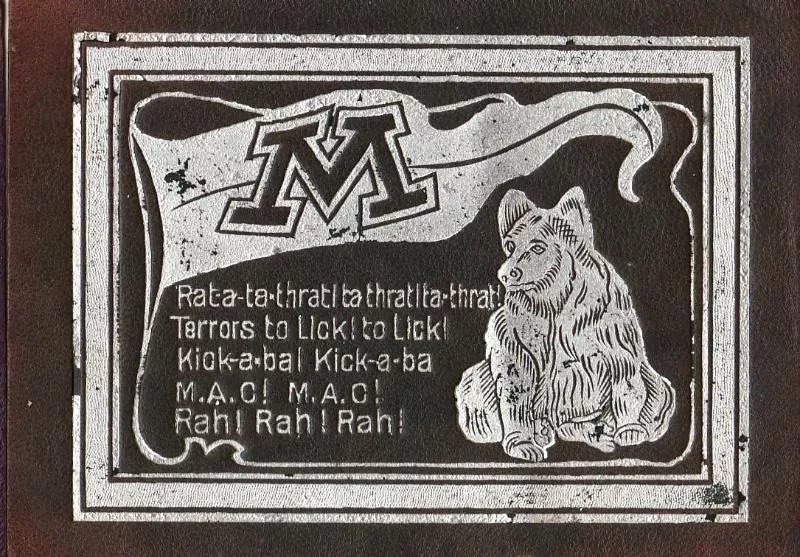 M
Rata-ta-thrat! ta thrat! ta-thrat!
Terrors to Lick! to Lick!
Kick-a-ba! Kick-a-ba
M.A.C! M.A.C!
Rah! Rah! Rah!